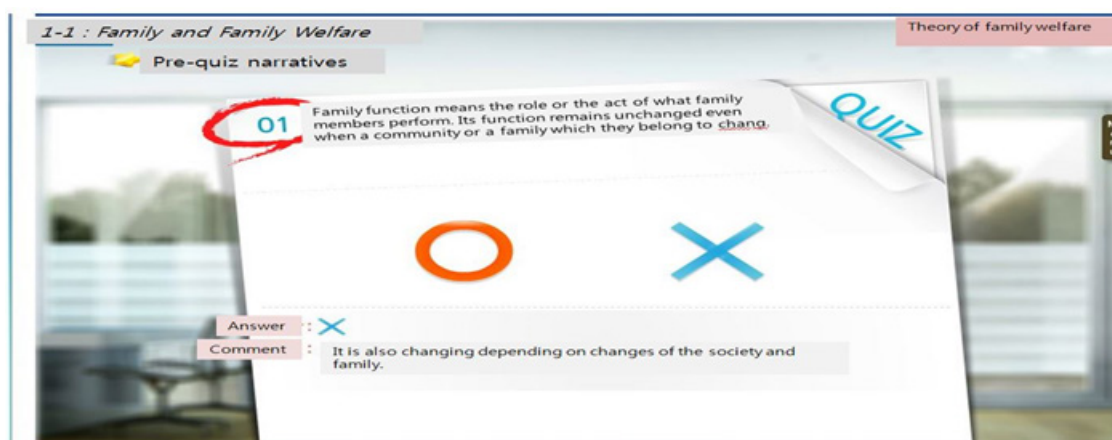 1-1 : Family and Family Welfare
Theory of family welfare
Pre-quiz narratives
01
Family function means the role or the act of what family
members perform. Its function remains unchanged even
when a community or a family which they belong to chang.
QUIZ
Answer : ×
Comment :
It is also changing depending on changes of the society and
family.